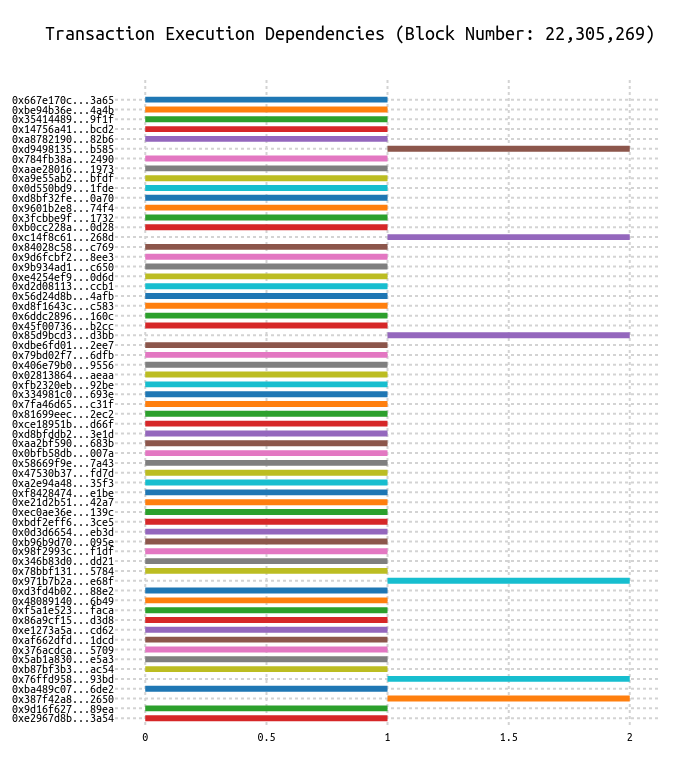 Transaction Execution Dependencies (Block Number: 22,305,269)
0x667e170c...3a65
0xbe94b36e...4a4b
0x35414489...9f1f
0x14756a41...bcd2
0xa8782190...82b6
0xd9498135...b585
0x784fb38a...2490
0xaae28016...1973
0xa9e55ab2...bfdf
0x0d550bd9...1fde
0xd8bf32fe...0a70
0x9601b2e8...74f4
0x3fcbbe9f...1732
0xb0cc228a...0d28
0xc14f8c61...268d
0x84028c58...c769
0x9d6fcbf2...8ee3
0x9b934ad1...c650
0xe4254ef9...0d6d
0xd2d08113...ccb1
0x56d24d8b...4afb
0xd8f1643c...c583
0x6ddc2896...160c
0x45f00736...b2cc
0x85d9bcd3...d3bb
0xdbe6fd01...2ee7
0x79bd02f7...6dfb
0x406e79b0...9556
0x02813864...aeaa
0xfb2320eb...92be
0x334981c0...693e
0x7fa46d65...c31f
0x81699eec...2ec2
0xce18951b...d66f
0xd8bfddb2...3e1d
0xaa2bf590...683b
0x0bfb58db...007a
0x58669f9e...7a43
0x47530b37...fd7d
0xa2e94a48...35f3
0xf8428474...e1be
0xe21d2b51...42a7
0xec0ae36e...139c
0xbdf2eff6...3ce5
0x0d3d6654...eb3d
0xb96b9d70...095e
0x98f2993c...f1df
0x346b83d0...dd21
0x78bbf131...5784
0x971b7b2a...e68f
0xd3fd4b02...88e2
0x48089140...6b49
0xf5a1e523...faca
0x86a9cf15...d3d8
0xe1273a5a...cd62
0xaf662dfd...1dcd
0x376acdca...5709
0x5ab1a830...e5a3
0xb87bf3b3...ac54
0x76ffd958...93bd
0xba489c07...6de2
0x387f42a8...2650
0x9d16f627...89ea
0xe2967d8b...3a54
0 0.5 1 1.5 2